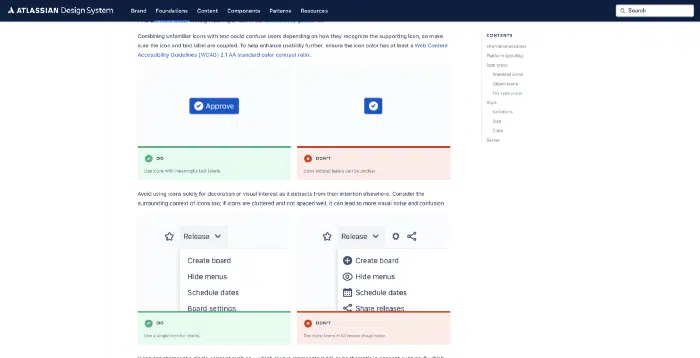 ATLASSIAN Design System
Brand Foundations Content Components Patterns Resources
Search
Combining unfamiliar icons with text could confuse users depending on how they recognize the supporting icon, so make
sure the icon and text label are coupled. To help enhance usability further, ensure the icon color has at least a Web Content
Accessibility Guidelines (WCAG) 2.1 AA standard color contrast ratio.
Approve
DO
Use icons with meaningful text labels.
DON'T
Icons without labels can be unclear.
Avoid using icons solely for decoration or visual interest as it detracts from their intention elsewhere. Consider the
surrounding context of icons too; if icons are cluttered and not spaced well, it can lead to more visual noise and confusion.
Release
Create board
Hide menus
Schedule dates
Board settings
Release
Create board
Hide menus
Schedule dates
Share releases
DO
Use a single icon for clarity.
DON'T
Too many icons in full tension visual noise.
CONTENTS
Internationalization
Platform specifics
Icon types
Standard icons
Object icons
File type icons
Style
Variations
Size
Color